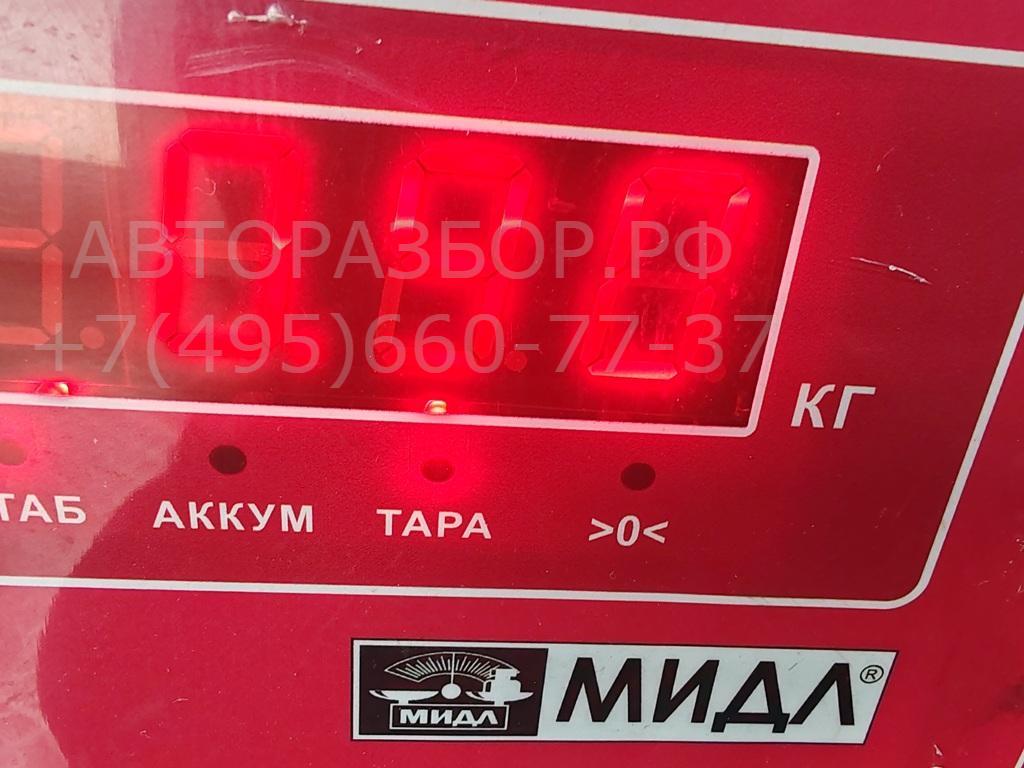 АВТОРАЗБОР.РФ
+7(495)660-77-37
КГ
ТАБ АККУМ ТАРА >0<
МИДЛ МИДЛ®